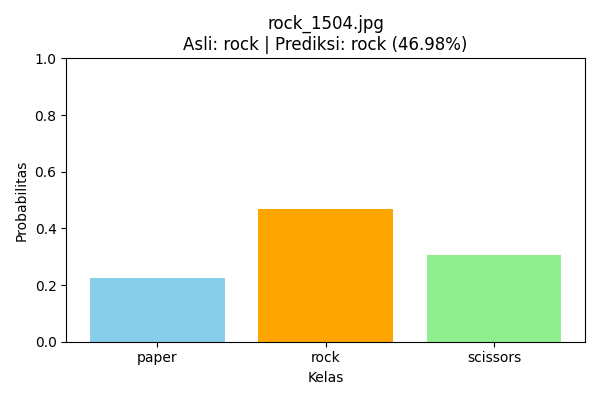 rock_1504.jpg
Asli: rock | Prediksi: rock (46.98%)
1.0
0.8
0.6
0.4
0.2
0.0
Probabilitas
paper rock scissors
Kelas